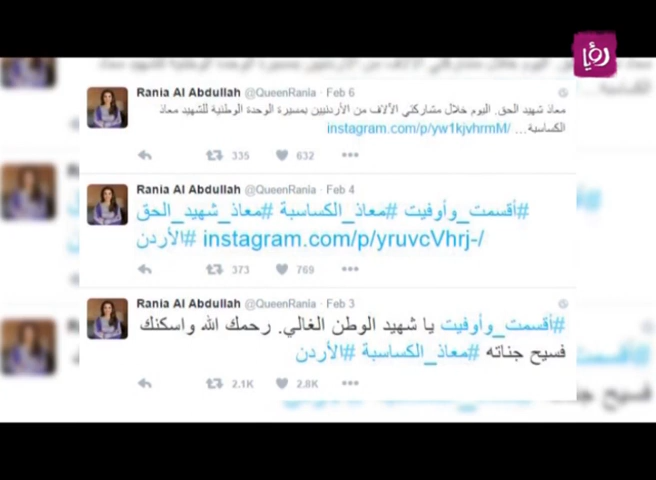 رؤيا
Rania Al Abdullah @QueenRania · Feb 6
معاذ شهيد الحق. اليوم خلال مشاركتي الآلاف من الأردنيين بمسيرة الوحدة الوطنية للشهيد معاذ
الكساسبة... instagram.com/p/yw1kjvhrmM/
335 632
Rania Al Abdullah @QueenRania · Feb 4
#أقسمت_وأوفيت #معاذ_الكساسبة #معاذ_شهيد_الحق
#الأردن instagram.com/p/yruvcVhrj-/
373 769
Rania Al Abdullah @QueenRania · Feb 3
#أقسمت_وأوفيت يا شهيد الوطن الغالي. رحمك الله واسكنك
فسيح جناته #معاذ_الكساسبة #الأردن
2.1K 2.8K